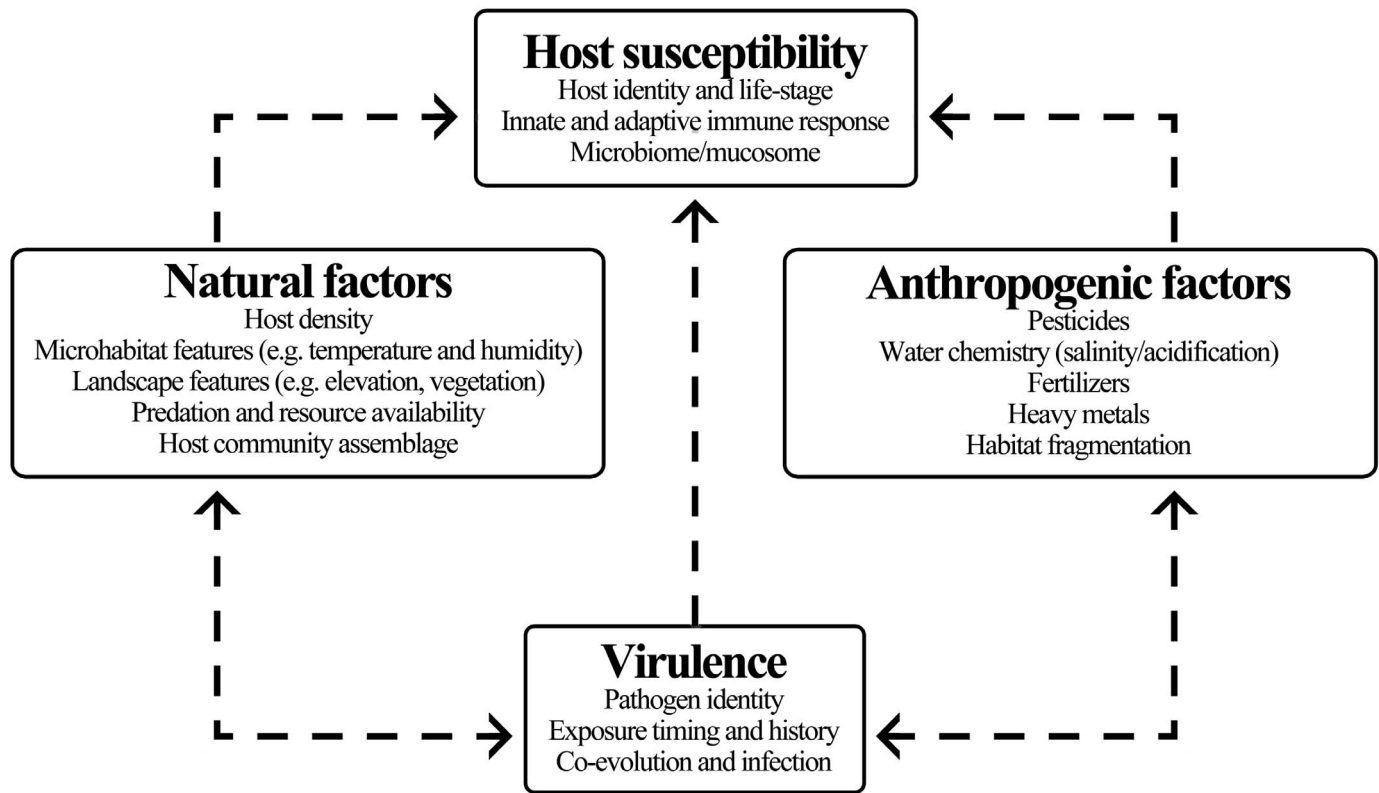 Host susceptibility
Host identity and life-stage
Innate and adaptive immune response
Microbiome/mucosome
Natural factors
Host density
Microhabitat features (e.g. temperature and humidity)
Landscape features (e.g. elevation, vegetation)
Predation and resource availability
Host community assemblage
Anthropogenic factors
Pesticides
Water chemistry (salinity/acidification)
Fertilizers
Heavy metals
Habitat fragmentation
Virulence
Pathogen identity
Exposure timing and history
Co-evolution and infection